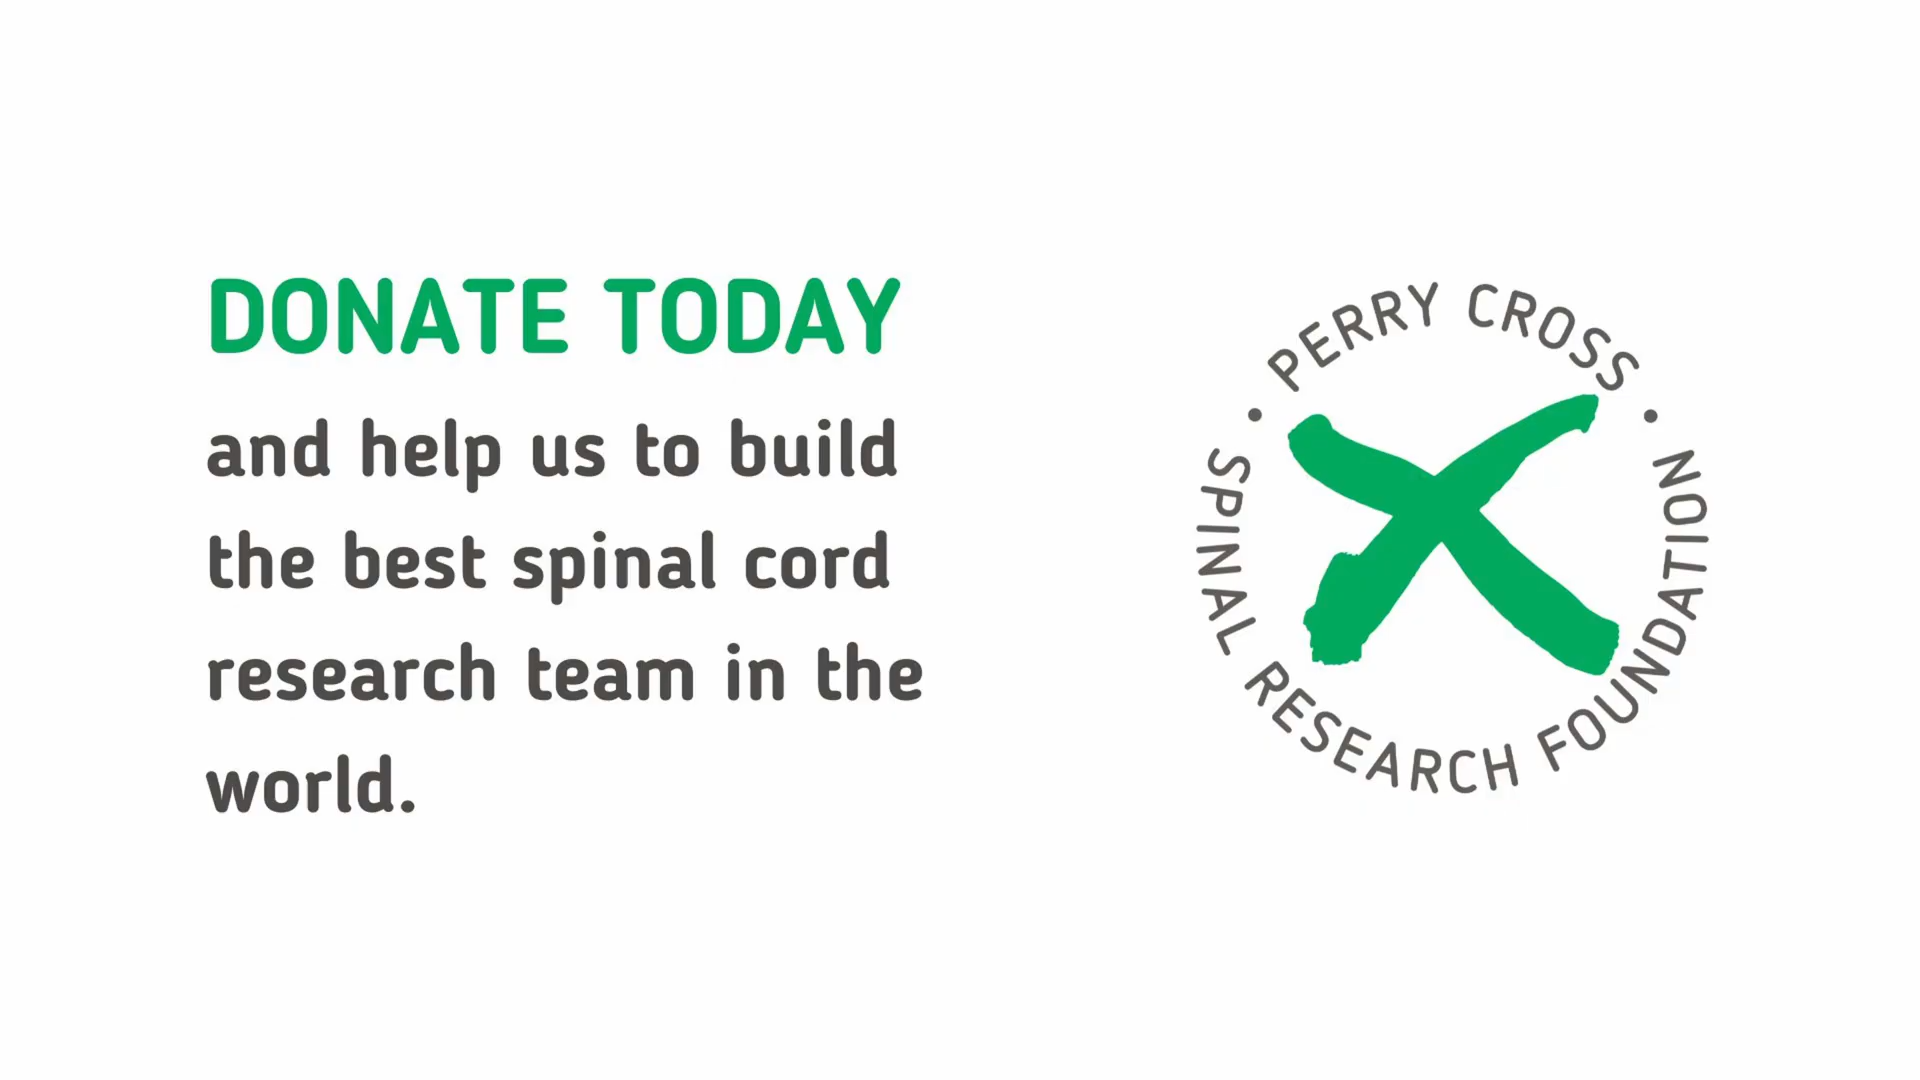 DONATE TODAY
and help us to build
the best spinal cord
research team in the
world.
• PERRY CROSS •
SPINAL RESEARCH FOUNDATION